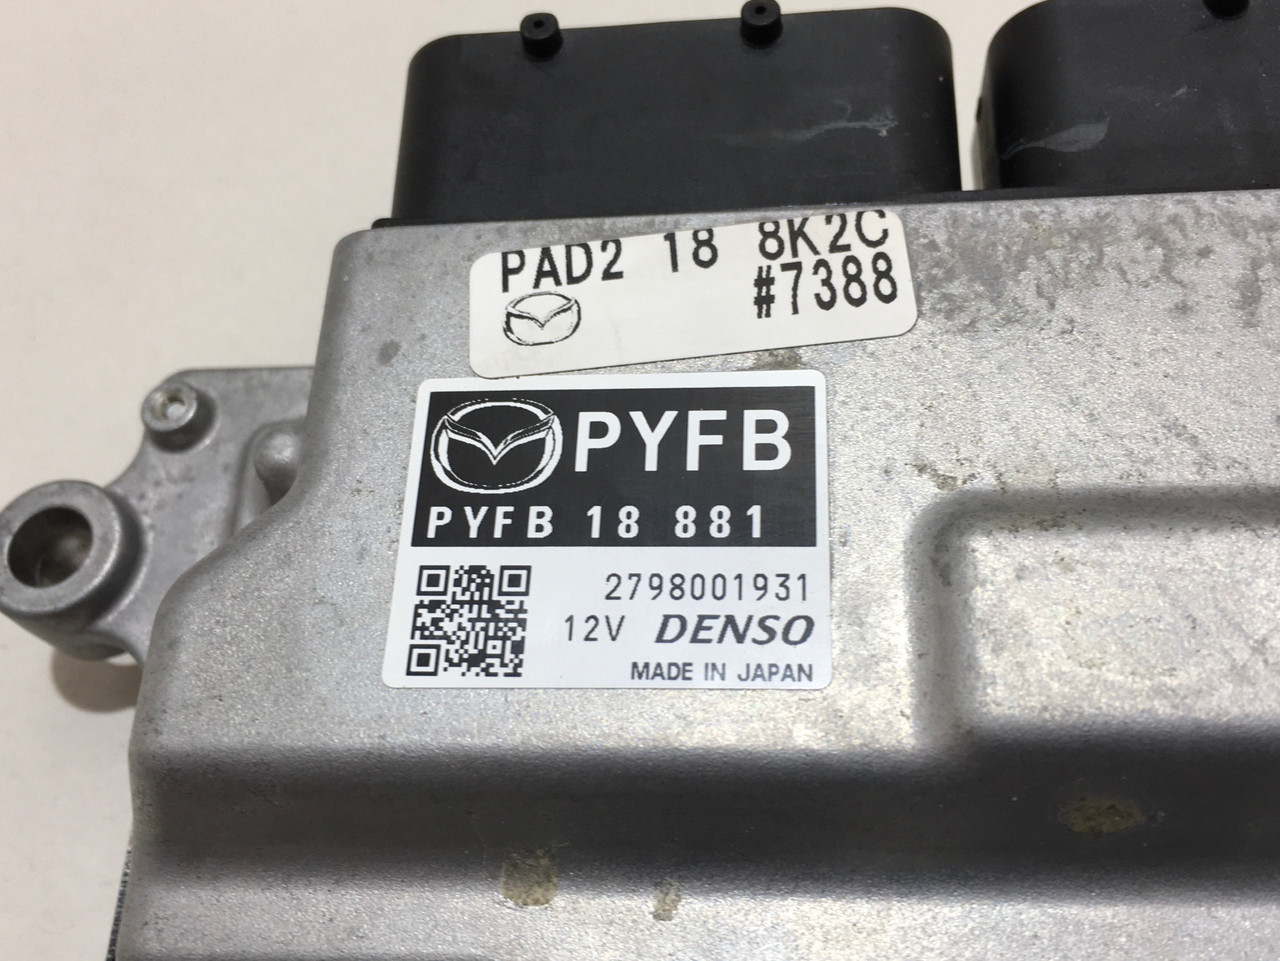 PAD2 18 8K2C
#7388
PYFB
PYFB 18 881
2798001931
12V DENSO
MADE IN JAPAN